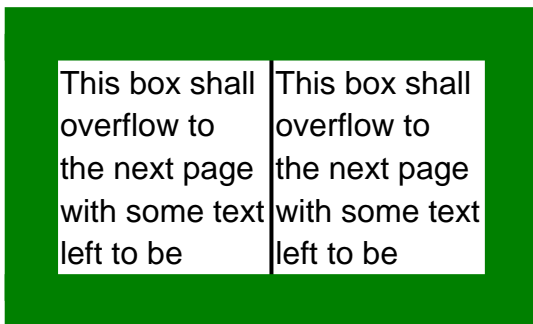 This box shall
overflow to
the next page
with some text
left to be
This box shall
overflow to
the next page
with some text
left to be